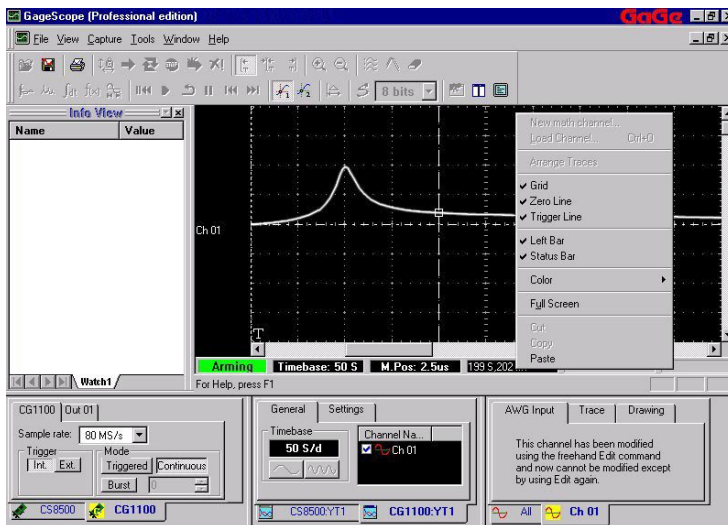 GageScope (Professional edition)
GaGe
File View Capture Tools Window Help
8 bits
Info View
Name Value
Watch1
Ch 01
T
New math channel...
Load Channel... Ctrl+O
Arrange Traces
Grid
Zero Line
Trigger Line
Left Bar
Status Bar
Color
Full Screen
Cut
Copy
Paste
Arming Timebase: 50 S M.Pos: 2.5us 199 S,202
For Help, press F1
CG1100 Out 01
Sample rate: 80 MS/s
Trigger
Int. Ext.
Mode
Triggered Continuous
Burst 0
CS8500 CG1100
General Settings
Timebase
50 S/d
Channel Na...
Ch 01
CS8500:YT1 CG1100:YT1
AWG Input Trace Drawing
This channel has been modified
using the freehand Edit command
and now cannot be modified except
by using Edit again.
All Ch 01